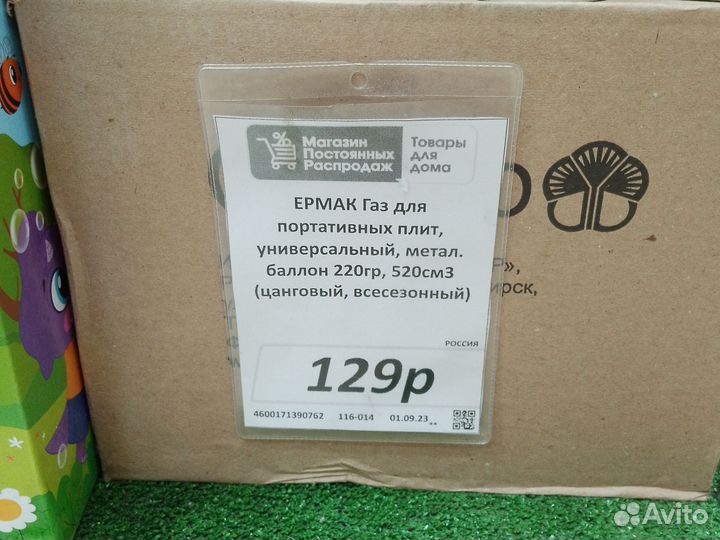 Магазин
Постоянных
Распродаж
Товары
для
дома
ЕРМАК Газ для
портативных плит,
универсальный, метал.
баллон 220гр, 520см3
(цанговый, всесезонный)
РОССИЯ
129р
4600171390762 116-014 01.09.23 **
Р",
ирск,
Avito